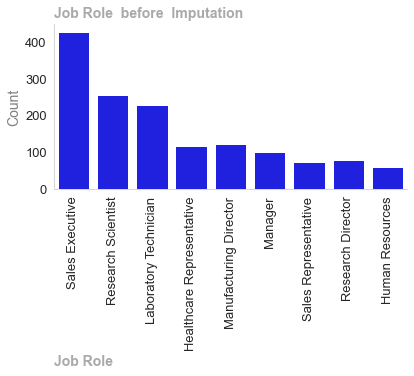 Job Role  before  Imputation
Count
400
300
200
100
0
Sales Executive
Research Scientist
Laboratory Technician
Healthcare Representative
Manufacturing Director
Manager
Sales Representative
Research Director
Human Resources
Job Role